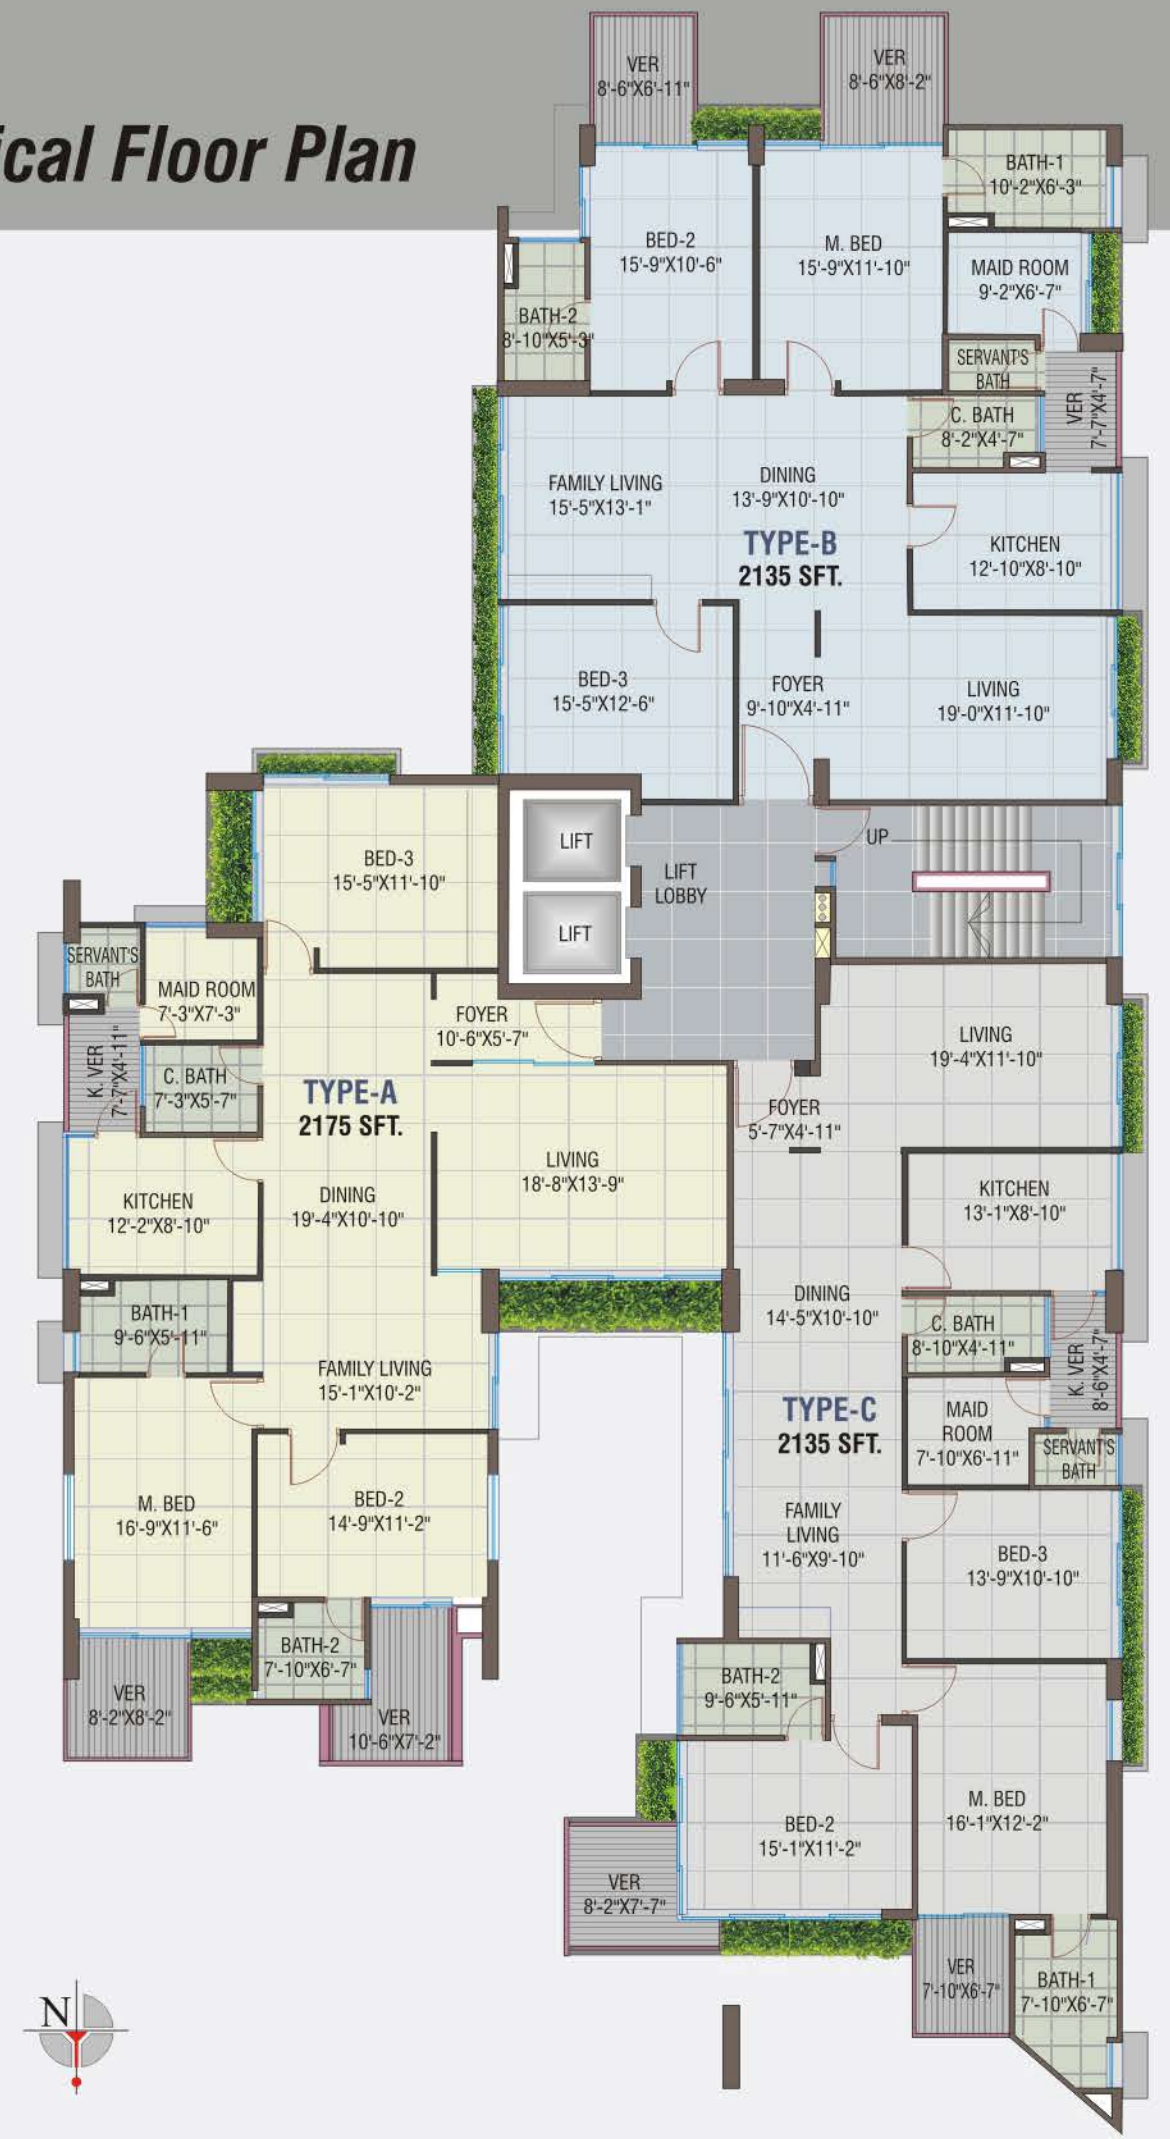 ical Floor Plan
VER
8'-6"X6'-11"
VER
8'-6"X8'-2"
BATH-1
10'-2"X6'-3"
BED-2
15'-9"X10'-6"
M. BED
15'-9"X11'-10"
MAID ROOM
9'-2"X6'-7"
BATH-2
8'-10"X5'-3"
SERVANT'S
BATH
VER
7'-7"X4'-7"
C. BATH
8'-2"X4'-7"
FAMILY LIVING
15'-5"X13'-1"
DINING
13'-9"X10'-10"
TYPE-B
2135 SFT.
KITCHEN
12'-10"X8'-10"
BED-3
15'-5"X12'-6"
FOYER
9'-10"X4'-11"
LIVING
19'-0"X11'-10"
LIFT
LIFT
LIFT
LOBBY
UP
BED-3
15'-5"X11'-10"
SERVANT'S
BATH
MAID ROOM
7'-3"X7'-3"
FOYER
10'-6"X5'-7"
K. VER
7'-7"X4'-11"
C. BATH
7'-3"X5'-7"
TYPE-A
2175 SFT.
LIVING
18'-8"X13'-9"
KITCHEN
12'-2"X8'-10"
DINING
19'-4"X10'-10"
BATH-1
9'-6"X5'-11"
FAMILY LIVING
15'-1"X10'-2"
M. BED
16'-9"X11'-6"
BED-2
14'-9"X11'-2"
BATH-2
7'-10"X6'-7"
VER
8'-2"X8'-2"
VER
10'-6"X7'-2"
LIVING
19'-4"X11'-10"
FOYER
5'-7"X4'-11"
KITCHEN
13'-1"X8'-10"
DINING
14'-5"X10'-10"
C. BATH
8'-10"X4'-11"
K. VER
8'-6"X4'-7"
TYPE-C
2135 SFT.
MAID
ROOM
7'-10"X6'-11"
SERVANT'S
BATH
FAMILY
LIVING
11'-6"X9'-10"
BED-3
13'-9"X10'-10"
BATH-2
9'-6"X5'-11"
M. BED
16'-1"X12'-2"
BED-2
15'-1"X11'-2"
VER
8'-2"X7'-7"
VER
7'-10"X6'-7"
BATH-1
7'-10"X6'-7"
N